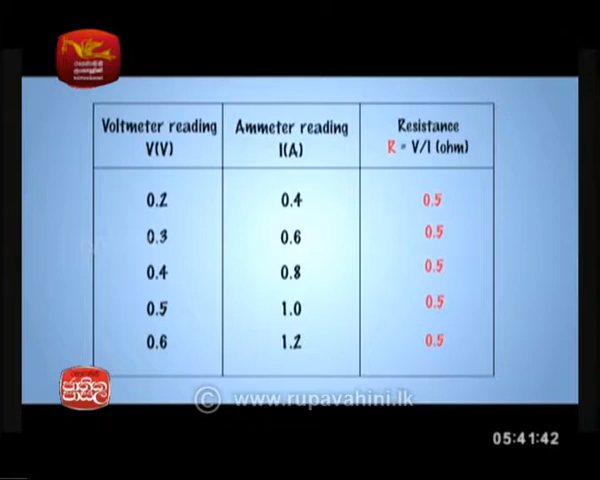 Voltmeter reading Ammeter reading Resistance
V(V) I(A) R = V/I (ohm)
0.2 0.4 0.5
0.3 0.6 0.5
0.4 0.8 0.5
0.5 1.0 0.5
0.6 1.2 0.5
ජාතික
පාසල
© www.rupavahini.lk
05:41:42